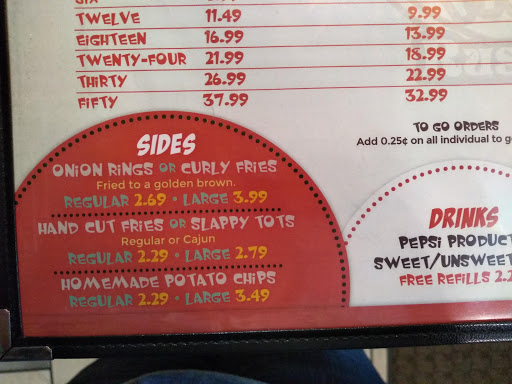 TWELVE 11.49 9.99
EIGHTEEN 16.99 13.99
TWENTY-FOUR 21.99 18.99
THIRTY 26.99 22.99
FIFTY 37.99 32.99
TO GO ORDERS
Add 0.25¢ on all individual to g
SIDES
ONION RINGS OR CURLY FRIES
Fried to a golden brown.
REGULAR 2.69 • LARGE 3.99
HAND CUT FRIES OR SLAPPY TOTS
Regular or Cajun
REGULAR 2.29 • LARGE 2.79
HOMEMADE POTATO CHIPS
REGULAR 2.29 • LARGE 3.49
DRINKS
PEPSI PRODUCT
SWEET/UNSWEET
FREE REFILLS 2.2